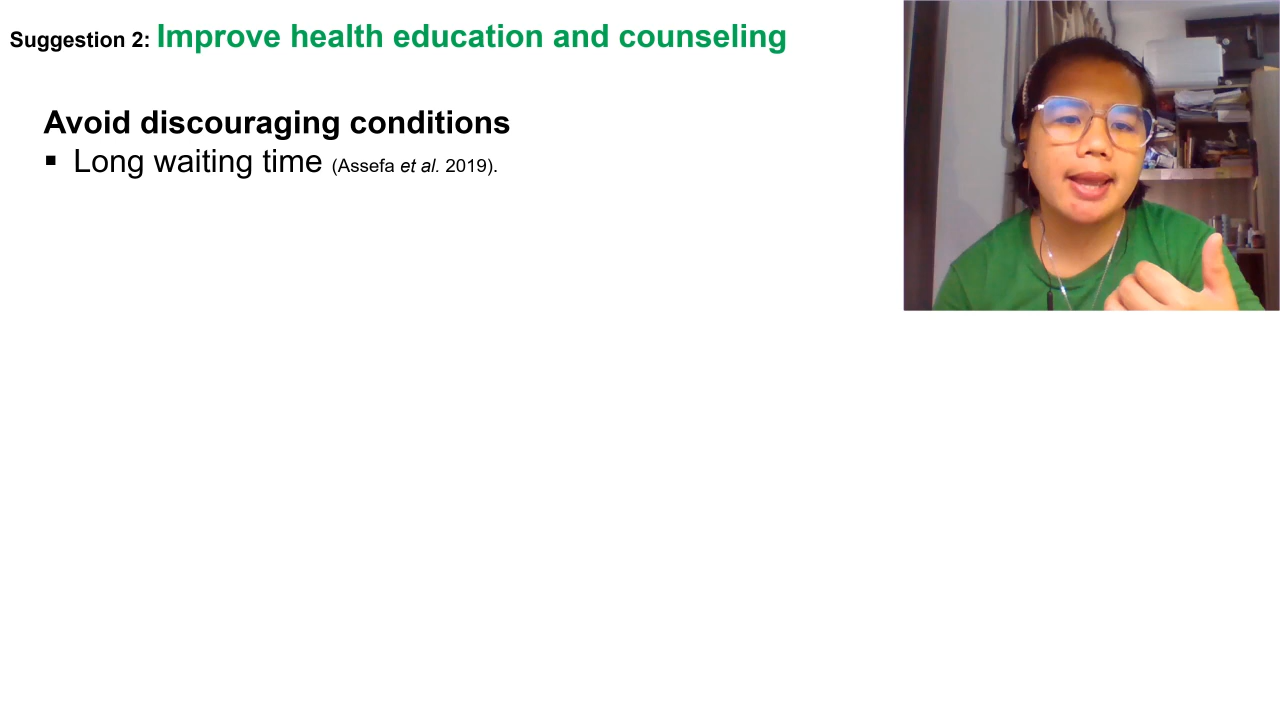 Suggestion 2: Improve health education and counseling
Avoid discouraging conditions
▪ Long waiting time (Assefa et al. 2019).